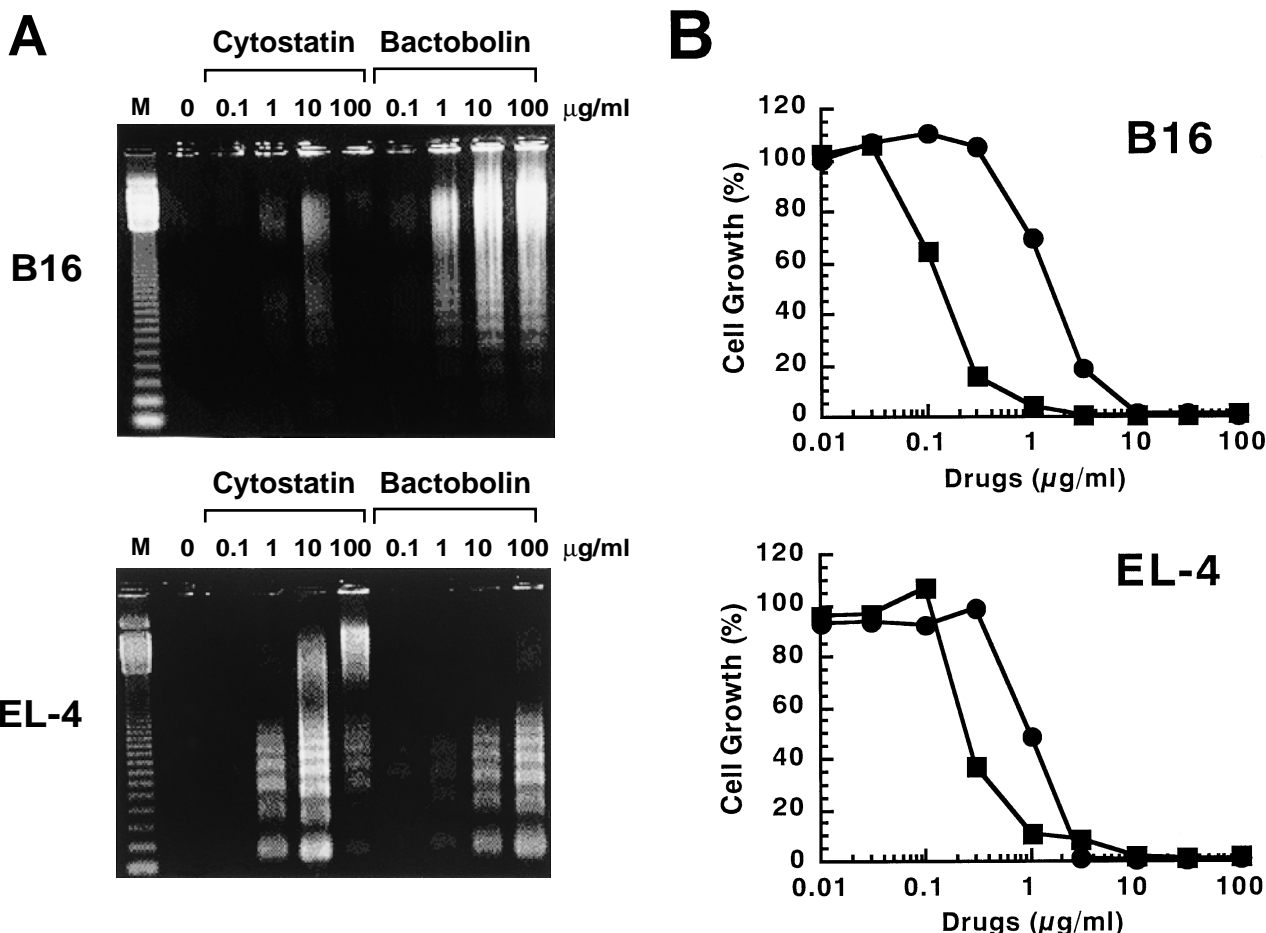 A
Cytostatin Bactobolin
M 0 0.1 1 10 100 0.1 1 10 100 μg/ml
B16
Cytostatin Bactobolin
M 0 0.1 1 10 100 0.1 1 10 100 μg/ml
EL-4
B
B16
120
100
80
60
40
20
0
Cell Growth (%)
0.01 0.1 1 10 100
Drugs (μg/ml)
EL-4
120
100
80
60
40
20
0
Cell Growth (%)
0.01 0.1 1 10 100
Drugs (μg/ml)